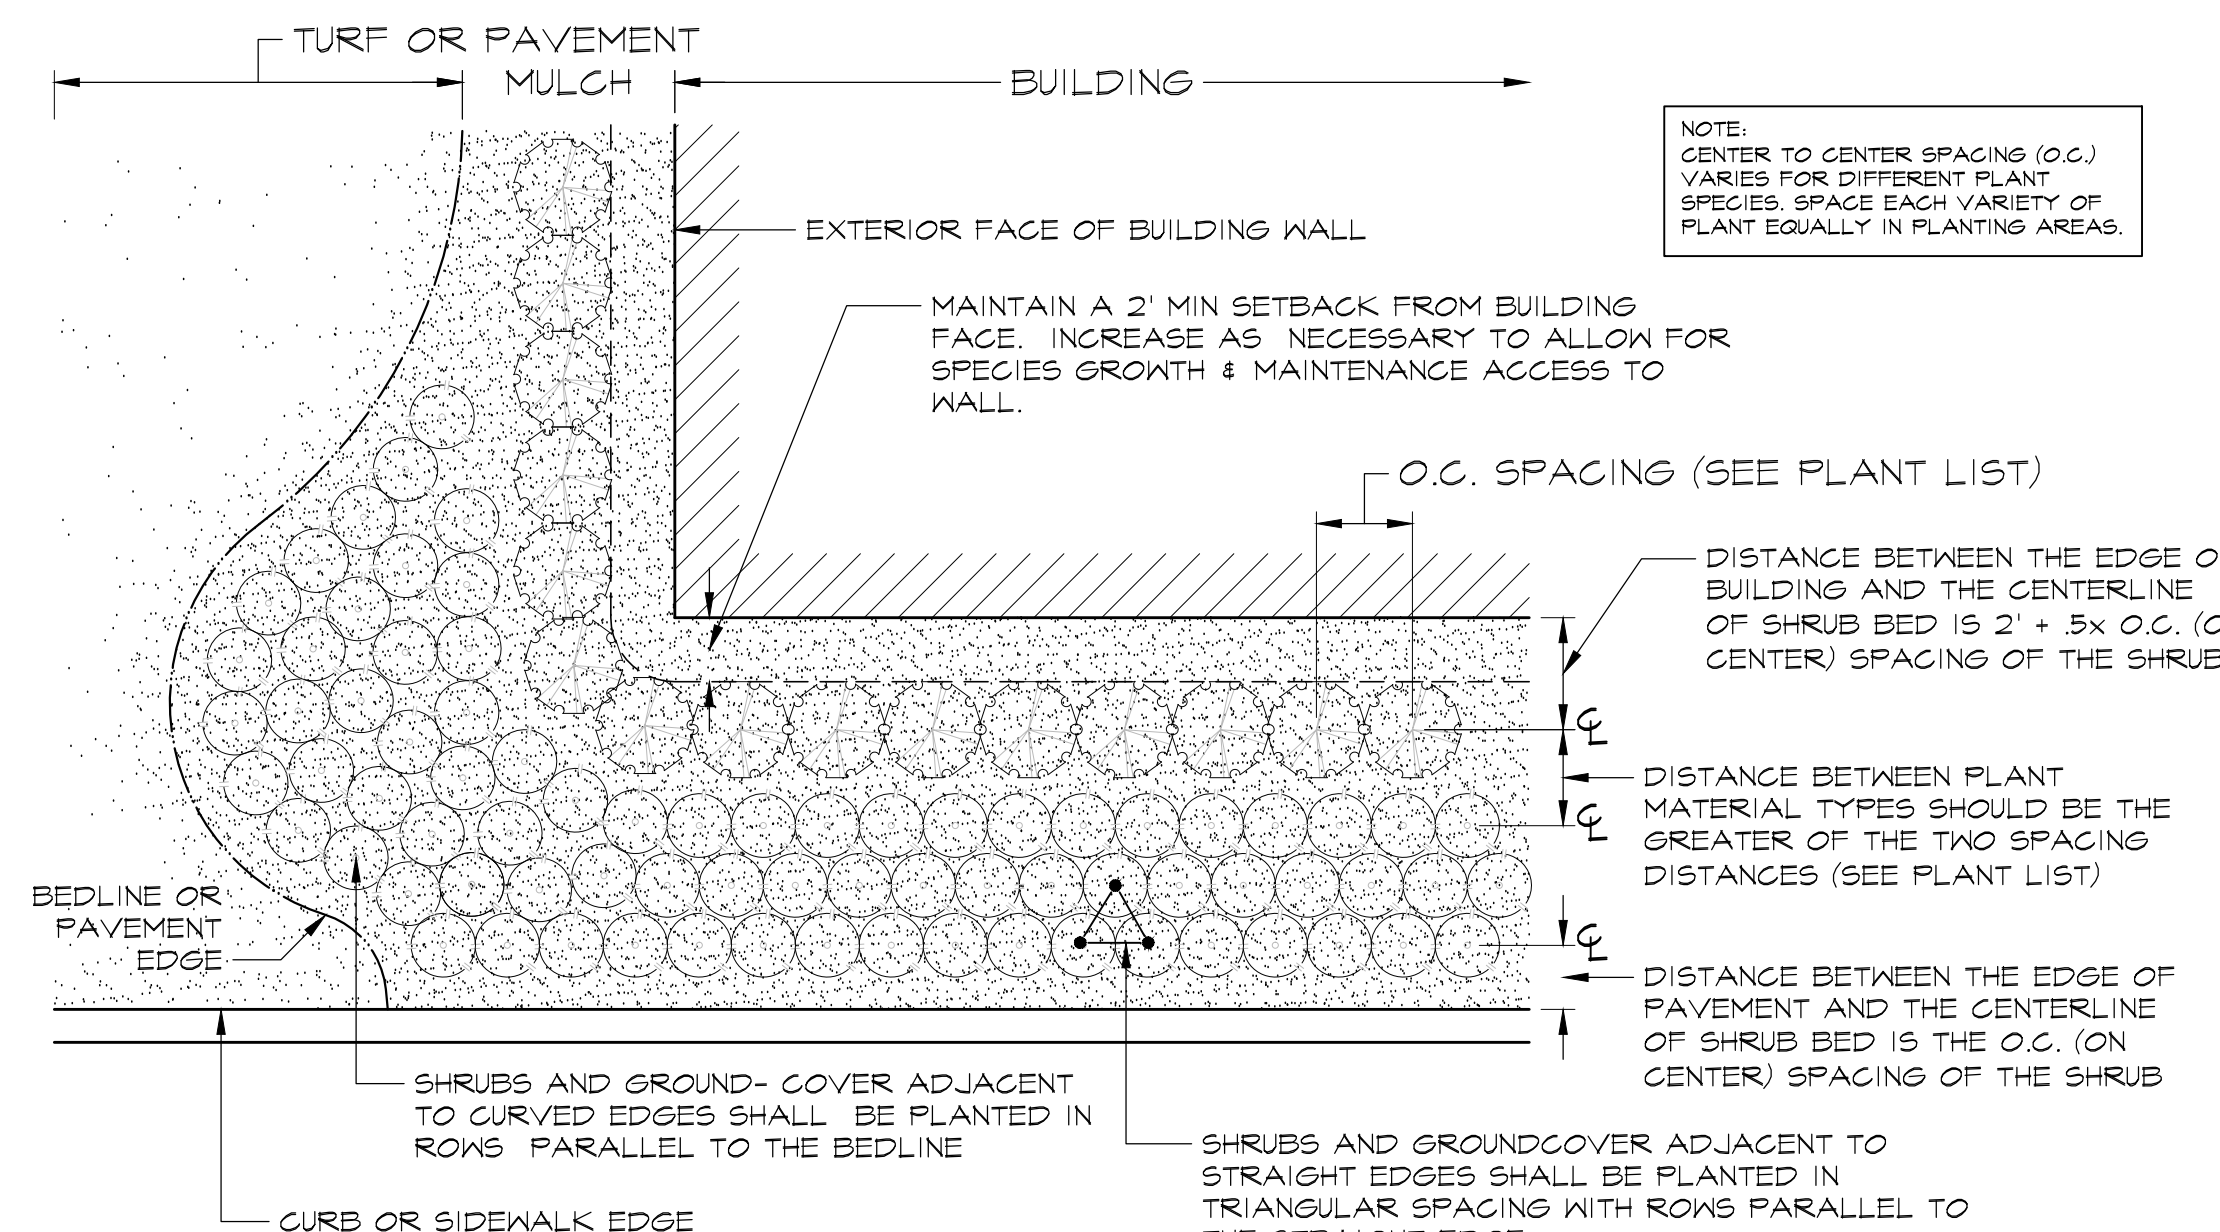 TURF OR PAVEMENT
MULCH
BUILDING
NOTE:
CENTER TO CENTER SPACING (O.C.)
VARIES FOR DIFFERENT PLANT
SPECIES. SPACE EACH VARIETY OF
PLANT EQUALLY IN PLANTING AREAS.
EXTERIOR FACE OF BUILDING WALL
MAINTAIN A 2' MIN SETBACK FROM BUILDING
FACE. INCREASE AS NECESSARY TO ALLOW FOR
SPECIES GROWTH & MAINTENANCE ACCESS TO
WALL.
O.C. SPACING (SEE PLANT LIST)
DISTANCE BETWEEN THE EDGE O
BUILDING AND THE CENTERLINE
OF SHRUB BED IS 2' + .5x O.C. (O
CENTER) SPACING OF THE SHRUB
℄
DISTANCE BETWEEN PLANT
MATERIAL TYPES SHOULD BE THE
GREATER OF THE TWO SPACING
DISTANCES (SEE PLANT LIST)
℄
BEDLINE OR
PAVEMENT
EDGE
℄
DISTANCE BETWEEN THE EDGE OF
PAVEMENT AND THE CENTERLINE
OF SHRUB BED IS THE O.C. (ON
CENTER) SPACING OF THE SHRUB
SHRUBS AND GROUND- COVER ADJACENT
TO CURVED EDGES SHALL BE PLANTED IN
ROWS PARALLEL TO THE BEDLINE
SHRUBS AND GROUNDCOVER ADJACENT TO
STRAIGHT EDGES SHALL BE PLANTED IN
TRIANGULAR SPACING WITH ROWS PARALLEL TO
CURB OR SIDEWALK EDGE